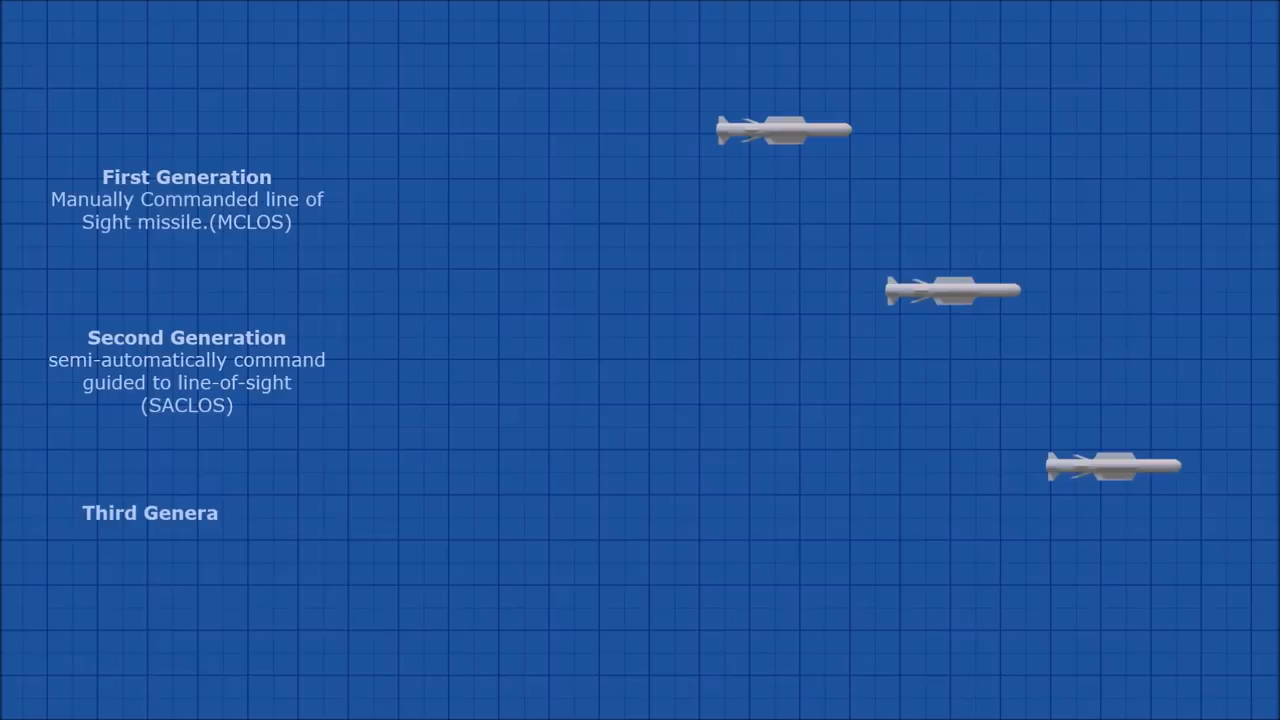 First Generation
Manually Commanded line of
Sight missile.(MCLOS)
Second Generation
semi-automatically command
guided to line-of-sight
(SACLOS)
Third Genera